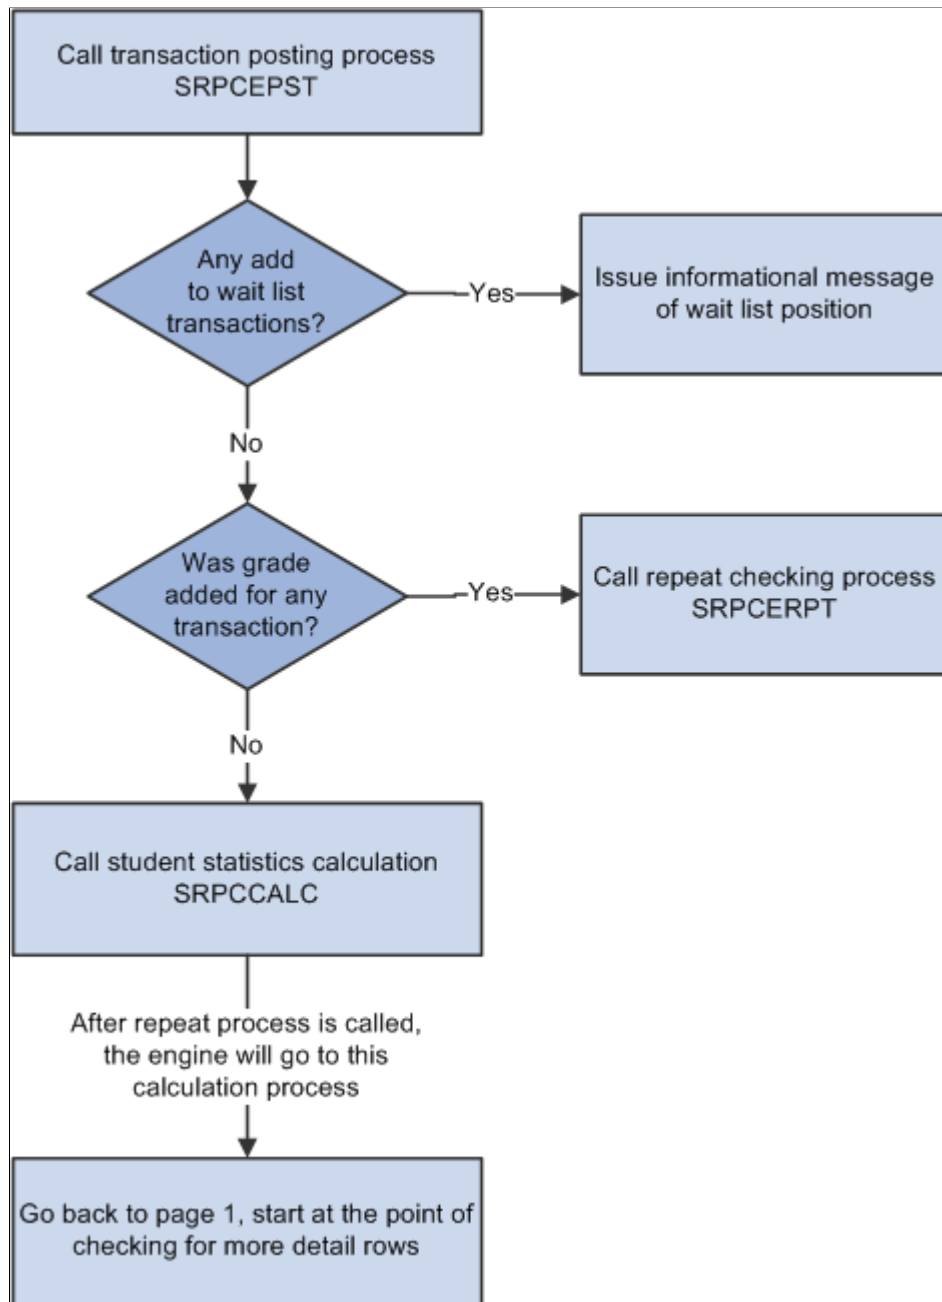 Call transaction posting process
SRPCEPST
Any add
to wait list
transactions?
Yes
Issue informational message
of wait list position
No
Was grade
added for any
transaction?
Yes
Call repeat checking process
SRPCERPT
No
Call student statistics calculation
SRPCCALC
After repeat process is called,
the engine will go to this
calculation process
Go back to page 1, start at the point of
checking for more detail rows